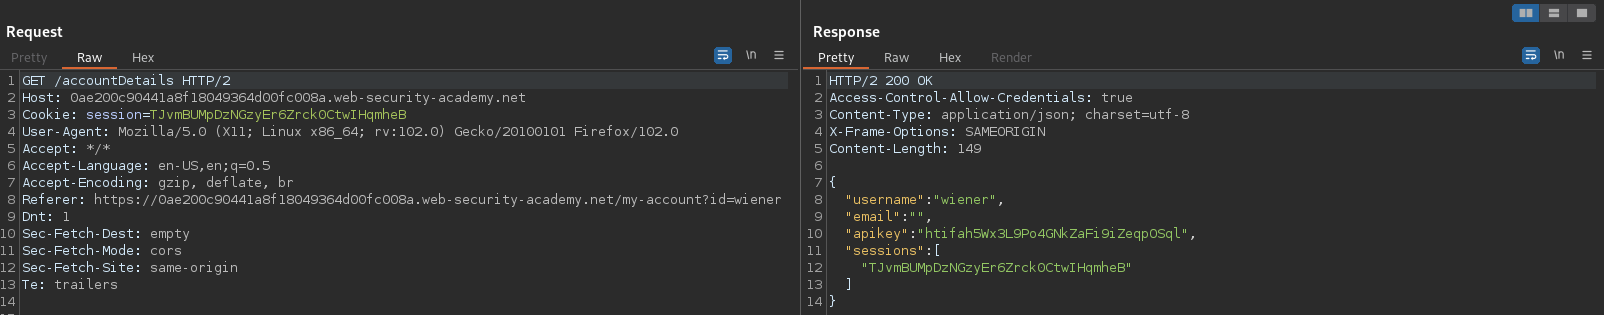 Request
Pretty Raw Hex \n
1 GET /accountDetails HTTP/2
2 Host: 0ae200c90441a8f18049364d00fc008a.web-security-academy.net
3 Cookie: session=TJvmBUMpDzNGzyEr6Zrck0CtwIHqmheB
4 User-Agent: Mozilla/5.0 (X11; Linux x86_64; rv:102.0) Gecko/20100101 Firefox/102.0
5 Accept: */*
6 Accept-Language: en-US,en;q=0.5
7 Accept-Encoding: gzip, deflate, br
8 Referer: https://0ae200c90441a8f18049364d00fc008a.web-security-academy.net/my-account?id=wiener
9 Dnt: 1
10 Sec-Fetch-Dest: empty
11 Sec-Fetch-Mode: cors
12 Sec-Fetch-Site: same-origin
13 Te: trailers
14
Response
Pretty Raw Hex Render \n
1 HTTP/2 200 OK
2 Access-Control-Allow-Credentials: true
3 Content-Type: application/json; charset=utf-8
4 X-Frame-Options: SAMEORIGIN
5 Content-Length: 149
6
7 {
8 "username":"wiener",
9 "email":"",
10 "apikey":"htifah5Wx3L9Po4GNkZaFi9iZeqp0Sql",
11 "sessions":[
12 "TJvmBUMpDzNGzyEr6Zrck0CtwIHqmheB"
13 ]
14 }